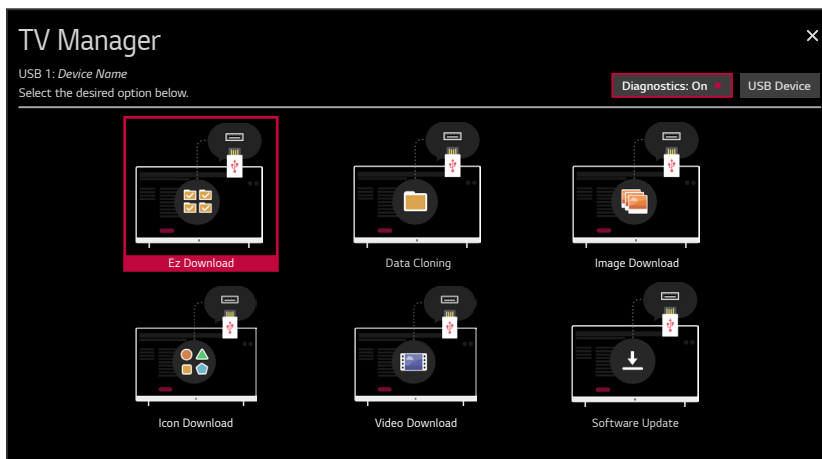 TV Manager
USB 1: Device Name
Select the desired option below.
Diagnostics: On
USB Device
Ez Download
Data Cloning
Image Download
Icon Download
Video Download
Software Update